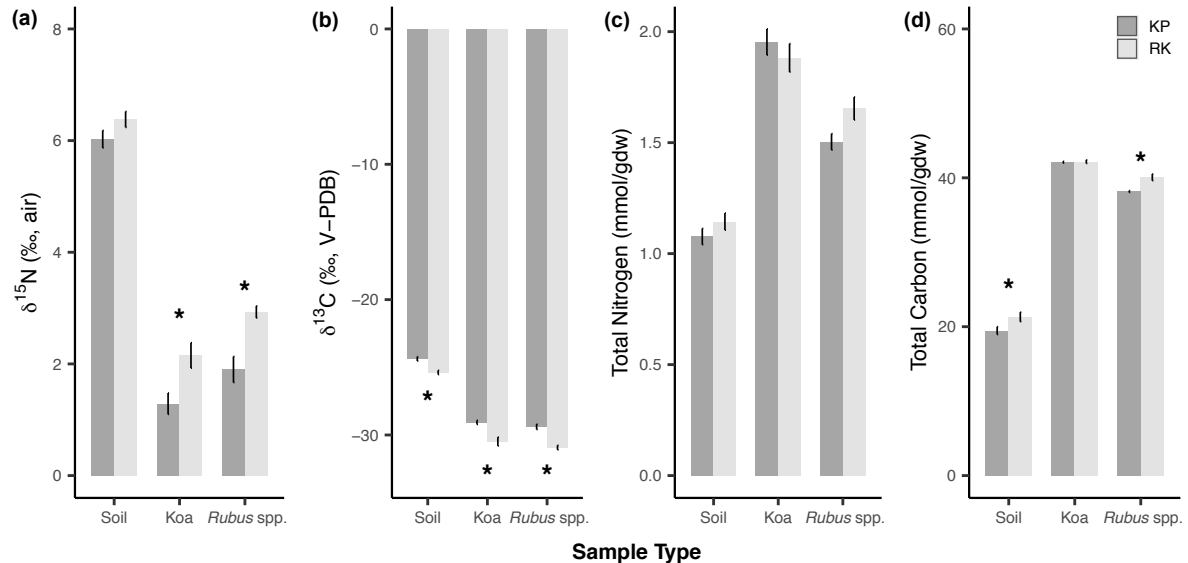 (a)
8
6
4
2
0
δ15N (‰, air)
Soil
Koa
Rubus spp.
*
*
(b)
0
−10
−20
−30
δ13C (‰, V−PDB)
Soil
Koa
Rubus spp.
*
*
*
(c)
2.0
1.5
1.0
0.5
0.0
Total Nitrogen (mmol/gdw)
Soil
Koa
Rubus spp.
(d)
60
40
20
0
Total Carbon (mmol/gdw)
Soil
Koa
Rubus spp.
*
*
KP
RK
Sample Type